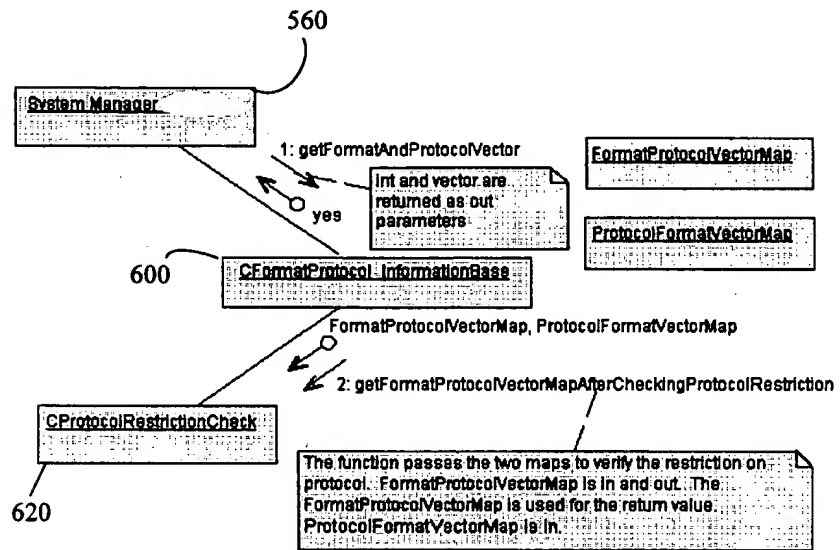 560
System Manager
1: getFormatAndProtocolVector
yes
Int and vector are
returned as out
parameters
FormatProtocolVectorMap
ProtocolFormatVectorMap
600
CFormatProtocol_InformationBase
FormatProtocolVectorMap, ProtocolFormatVectorMap
2: getFormatProtocolVectorMapAfterCheckingProtocolRestriction
CProtocolRestrictionCheck
620
The function passes the two maps to verify the restriction on
protocol. FormatProtocolVectorMap is in and out. The
FormatProtocolVectorMap is used for the return value.
ProtocolFormatVectorMap is in.